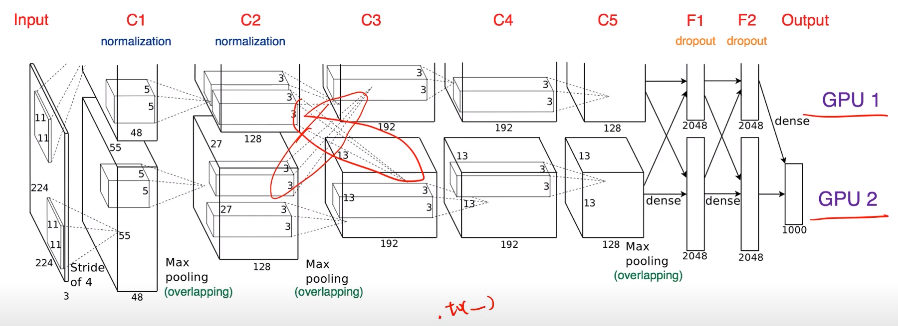 Input C1 C2 C3 C4 C5 F1 F2 Output
normalization normalization dropout dropout
3 3 3
5 3 3 3
11 5 3
11 48 128 192 192 128 2048 2048 dense GPU 1
55 27 13 13 13
224 5 3 3 3
5 3 13 3 3 13 dense dense GPU 2
11 27 3 3
11 55 3
224 192 192 128 1000
Stride of 4 Max pooling (overlapping) 128 Max pooling (overlapping) Max pooling (overlapping) 2048 2048
3 48